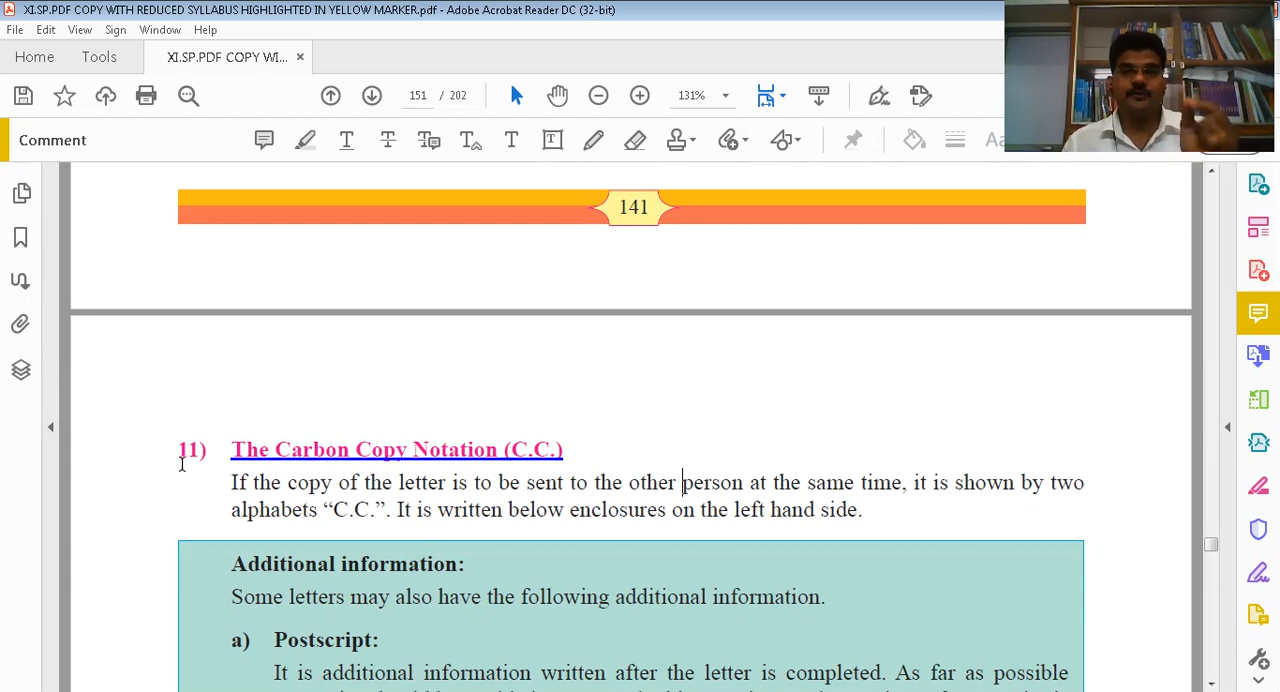 XI.SP.PDF COPY WITH REDUCED SYLLABUS HIGHLIGHTED IN YELLOW MARKER.pdf - Adobe Acrobat Reader DC (32-bit)
File Edit View Sign Window Help
Home Tools XI.SP.PDF COPY WI... ×
151 / 202 131%
Comment
141
11) The Carbon Copy Notation (C.C.)
If the copy of the letter is to be sent to the other person at the same time, it is shown by two
alphabets “C.C.”. It is written below enclosures on the left hand side.
Additional information:
Some letters may also have the following additional information.
a) Postscript:
It is additional information written after the letter is completed. As far as possible